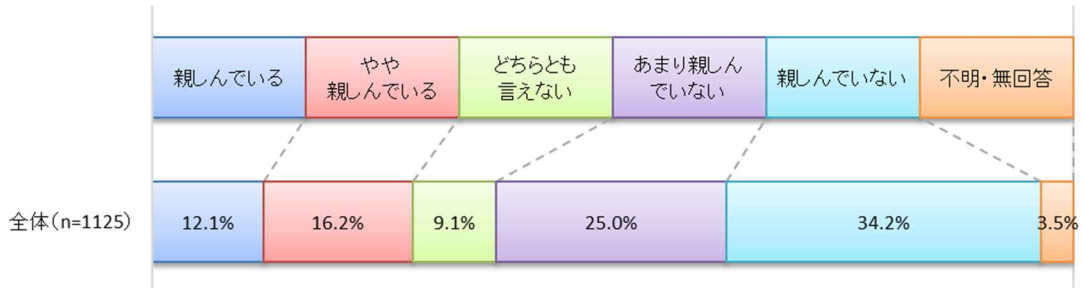 親しんでいる
やや
親しんでいる
どちらとも
言えない
あまり親しん
でいない
親しんでいない
不明・無回答
全体(n=1125)
12.1%
16.2%
9.1%
25.0%
34.2%
3.5%